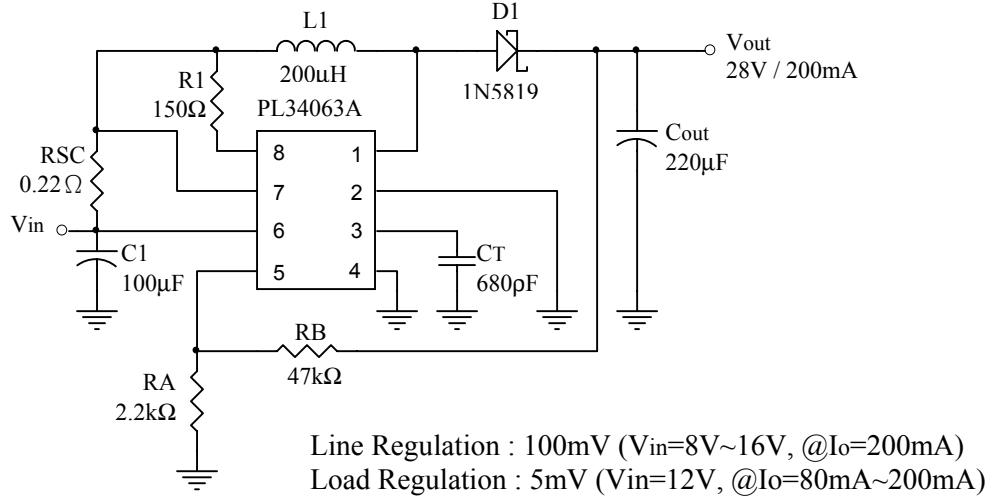 L1
200μH
D1
1N5819
Vout
28V / 200mA
R1
150Ω
PL34063A
RSC
0.22Ω
Vin
C1
100μF
8
7
6
5
1
2
3
4
CT
680ρF
Cout
220μF
RB
47kΩ
RA
2.2kΩ
Line Regulation : 100mV (Vin=8V~16V, @Io=200mA)
Load Regulation : 5mV (Vin=12V, @Io=80mA~200mA)